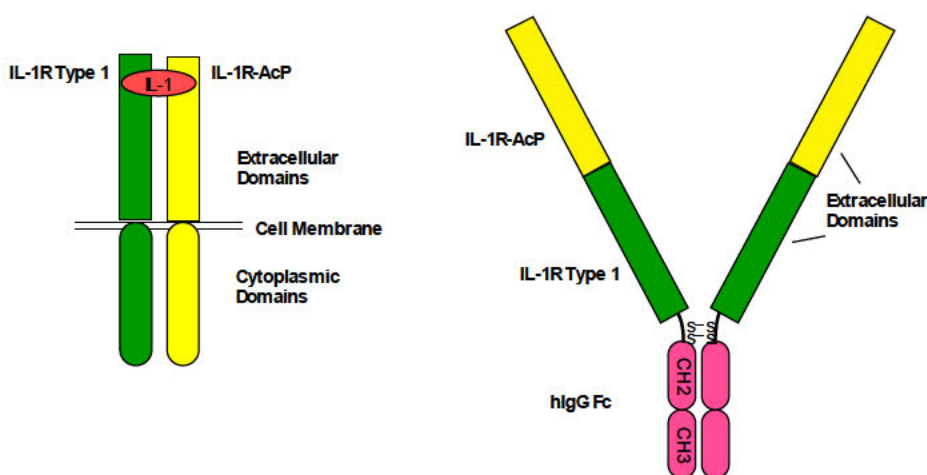 IL-1R Type 1
IL-1R-AcP
IL-1
Extracellular
Domains
Cell Membrane
Cytoplasmic
Domains
IL-1R-AcP
Extracellular
Domains
IL-1R Type 1
S S
S S
hIgG Fc
CH2
CH3